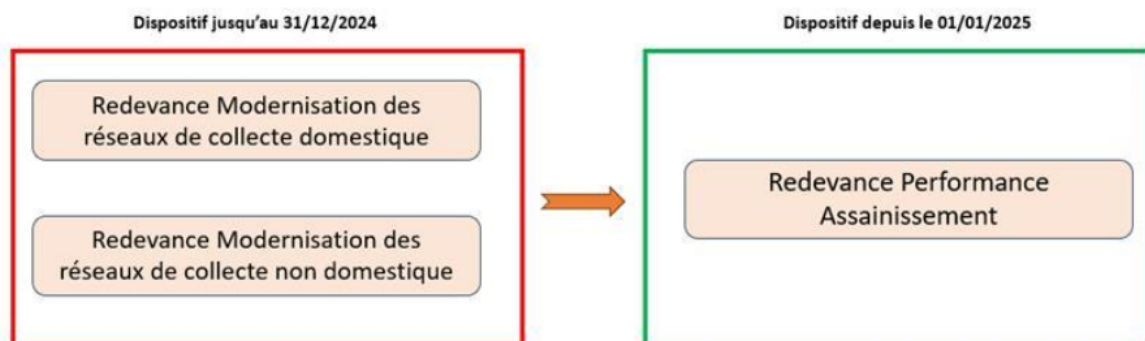 Dispositif jusqu'au 31/12/2024
Redevance Modernisation des
réseaux de collecte domestique
Redevance Modernisation des
réseaux de collecte non domestique
Dispositif depuis le 01/01/2025
Redevance Performance
Assainissement